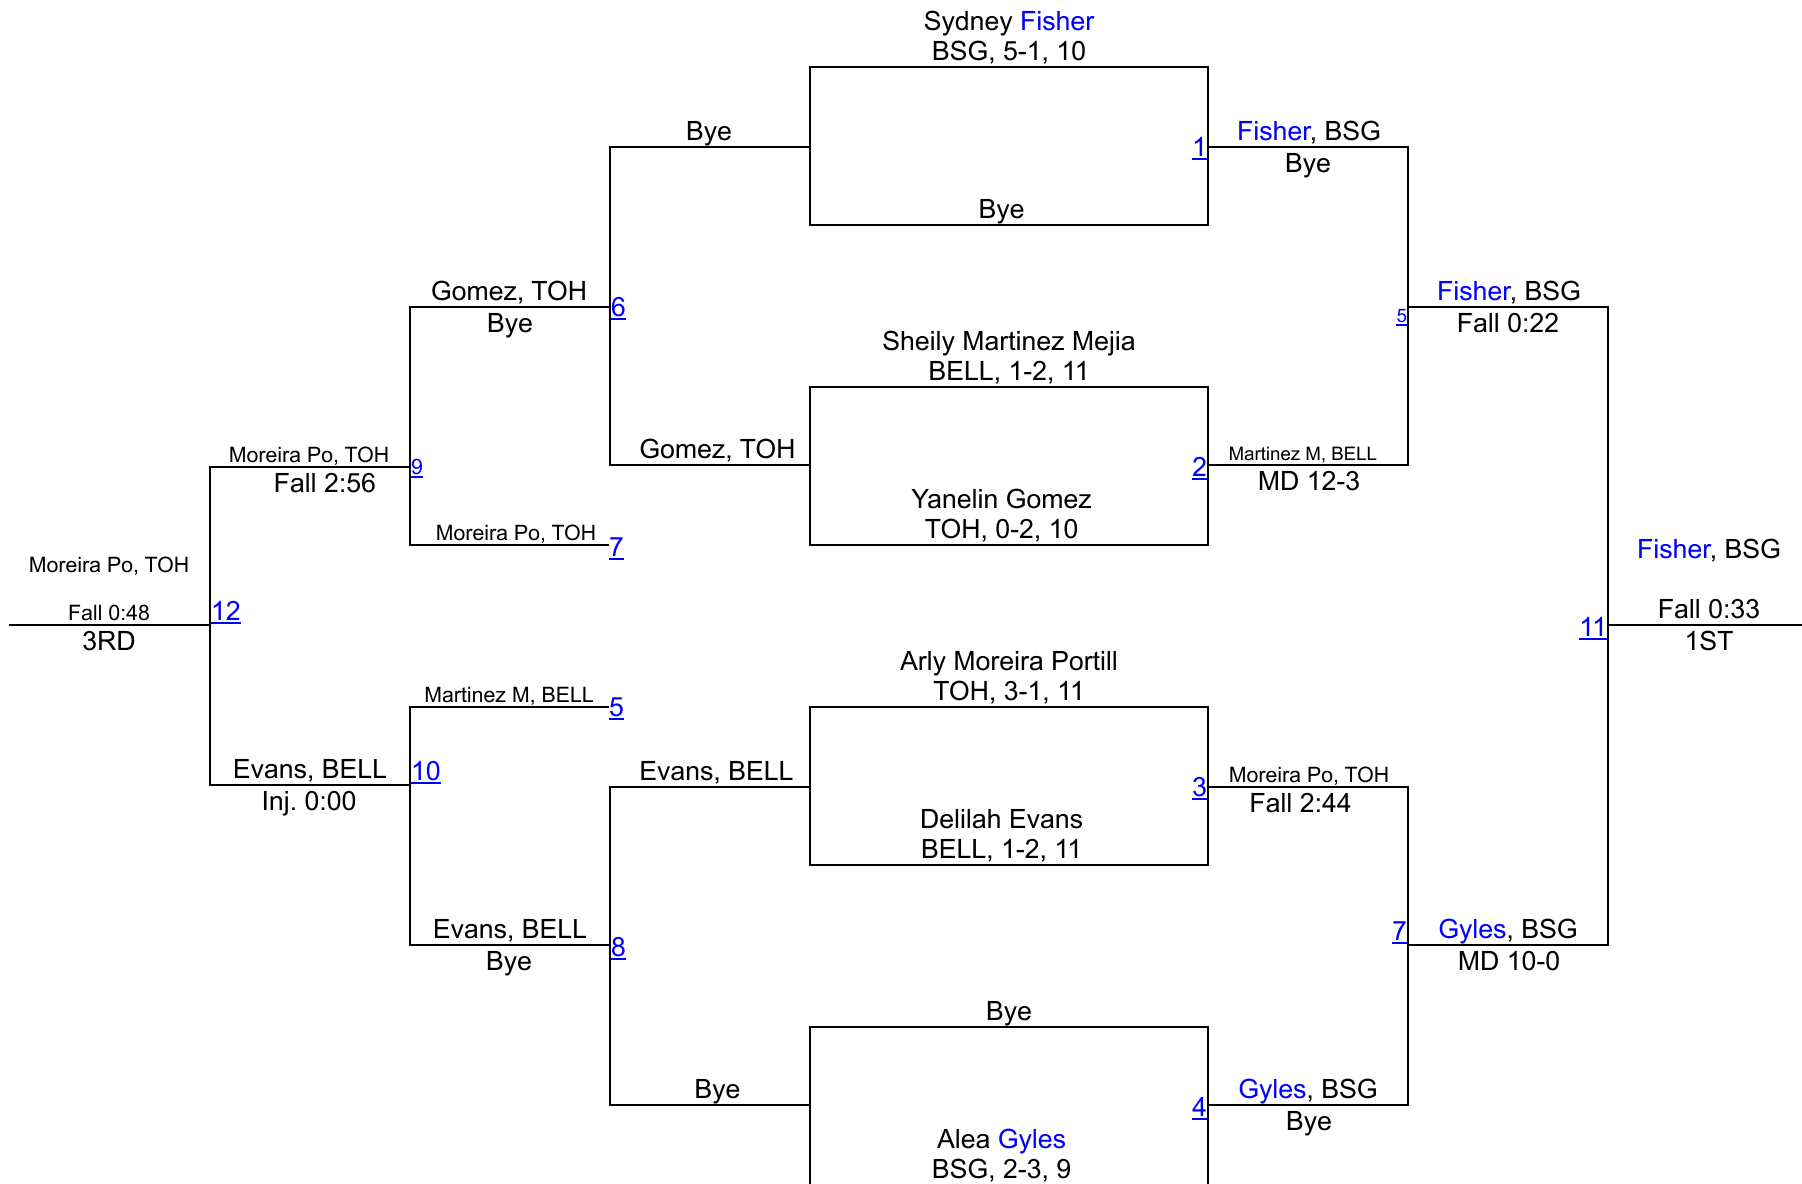 Sydney Fisher
BSG, 5-1, 10
Bye
1
Fisher, BSG
Bye
Bye
Gomez, TOH
Bye
6
5
Fisher, BSG
Fall 0:22
Sheily Martinez Mejia
BELL, 1-2, 11
Gomez, TOH
2
Martinez M, BELL
MD 12-3
Yanelin Gomez
TOH, 0-2, 10
Moreira Po, TOH
Fall 2:56
9
Moreira Po, TOH
7
Moreira Po, TOH
Fall 0:48
3RD
12
Fisher, BSG
Fall 0:33
1ST
11
Arly Moreira Portill
TOH, 3-1, 11
Martinez M, BELL
5
Evans, BELL
Inj. 0:00
10
Evans, BELL
3
Moreira Po, TOH
Fall 2:44
Delilah Evans
BELL, 1-2, 11
Evans, BELL
Bye
8
7
Gyles, BSG
MD 10-0
Bye
Bye
4
Gyles, BSG
Bye
Alea Gyles
BSG, 2-3, 9